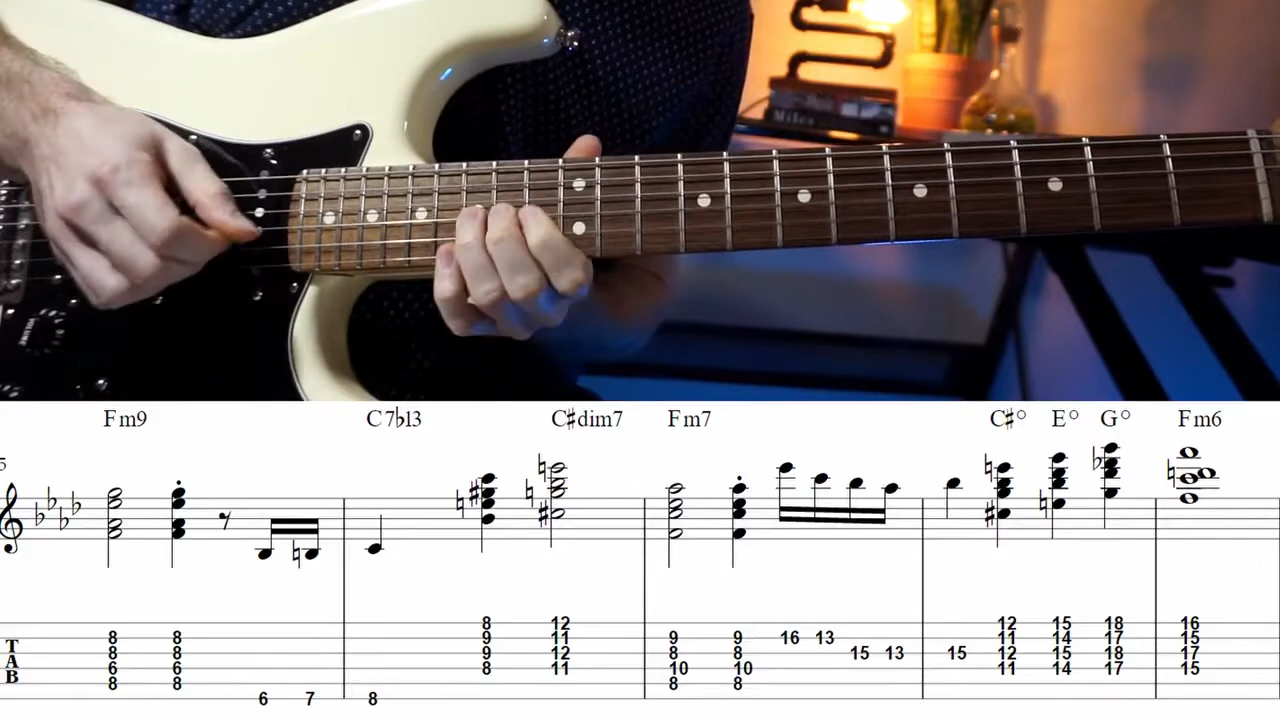 Miles
VOLUME
Fm9 C7b13 C#dim7 Fm7 C#° E° G° Fm6
5
8 12 12 15 18 16
8 8 9 11 9 9 16 13 11 14 17 15
T 8 8 9 12 8 8 15 13 15 12 15 18 17
A 6 6 8 11 10 10 11 14 17 15
B 8 8 8 8
6 7 8